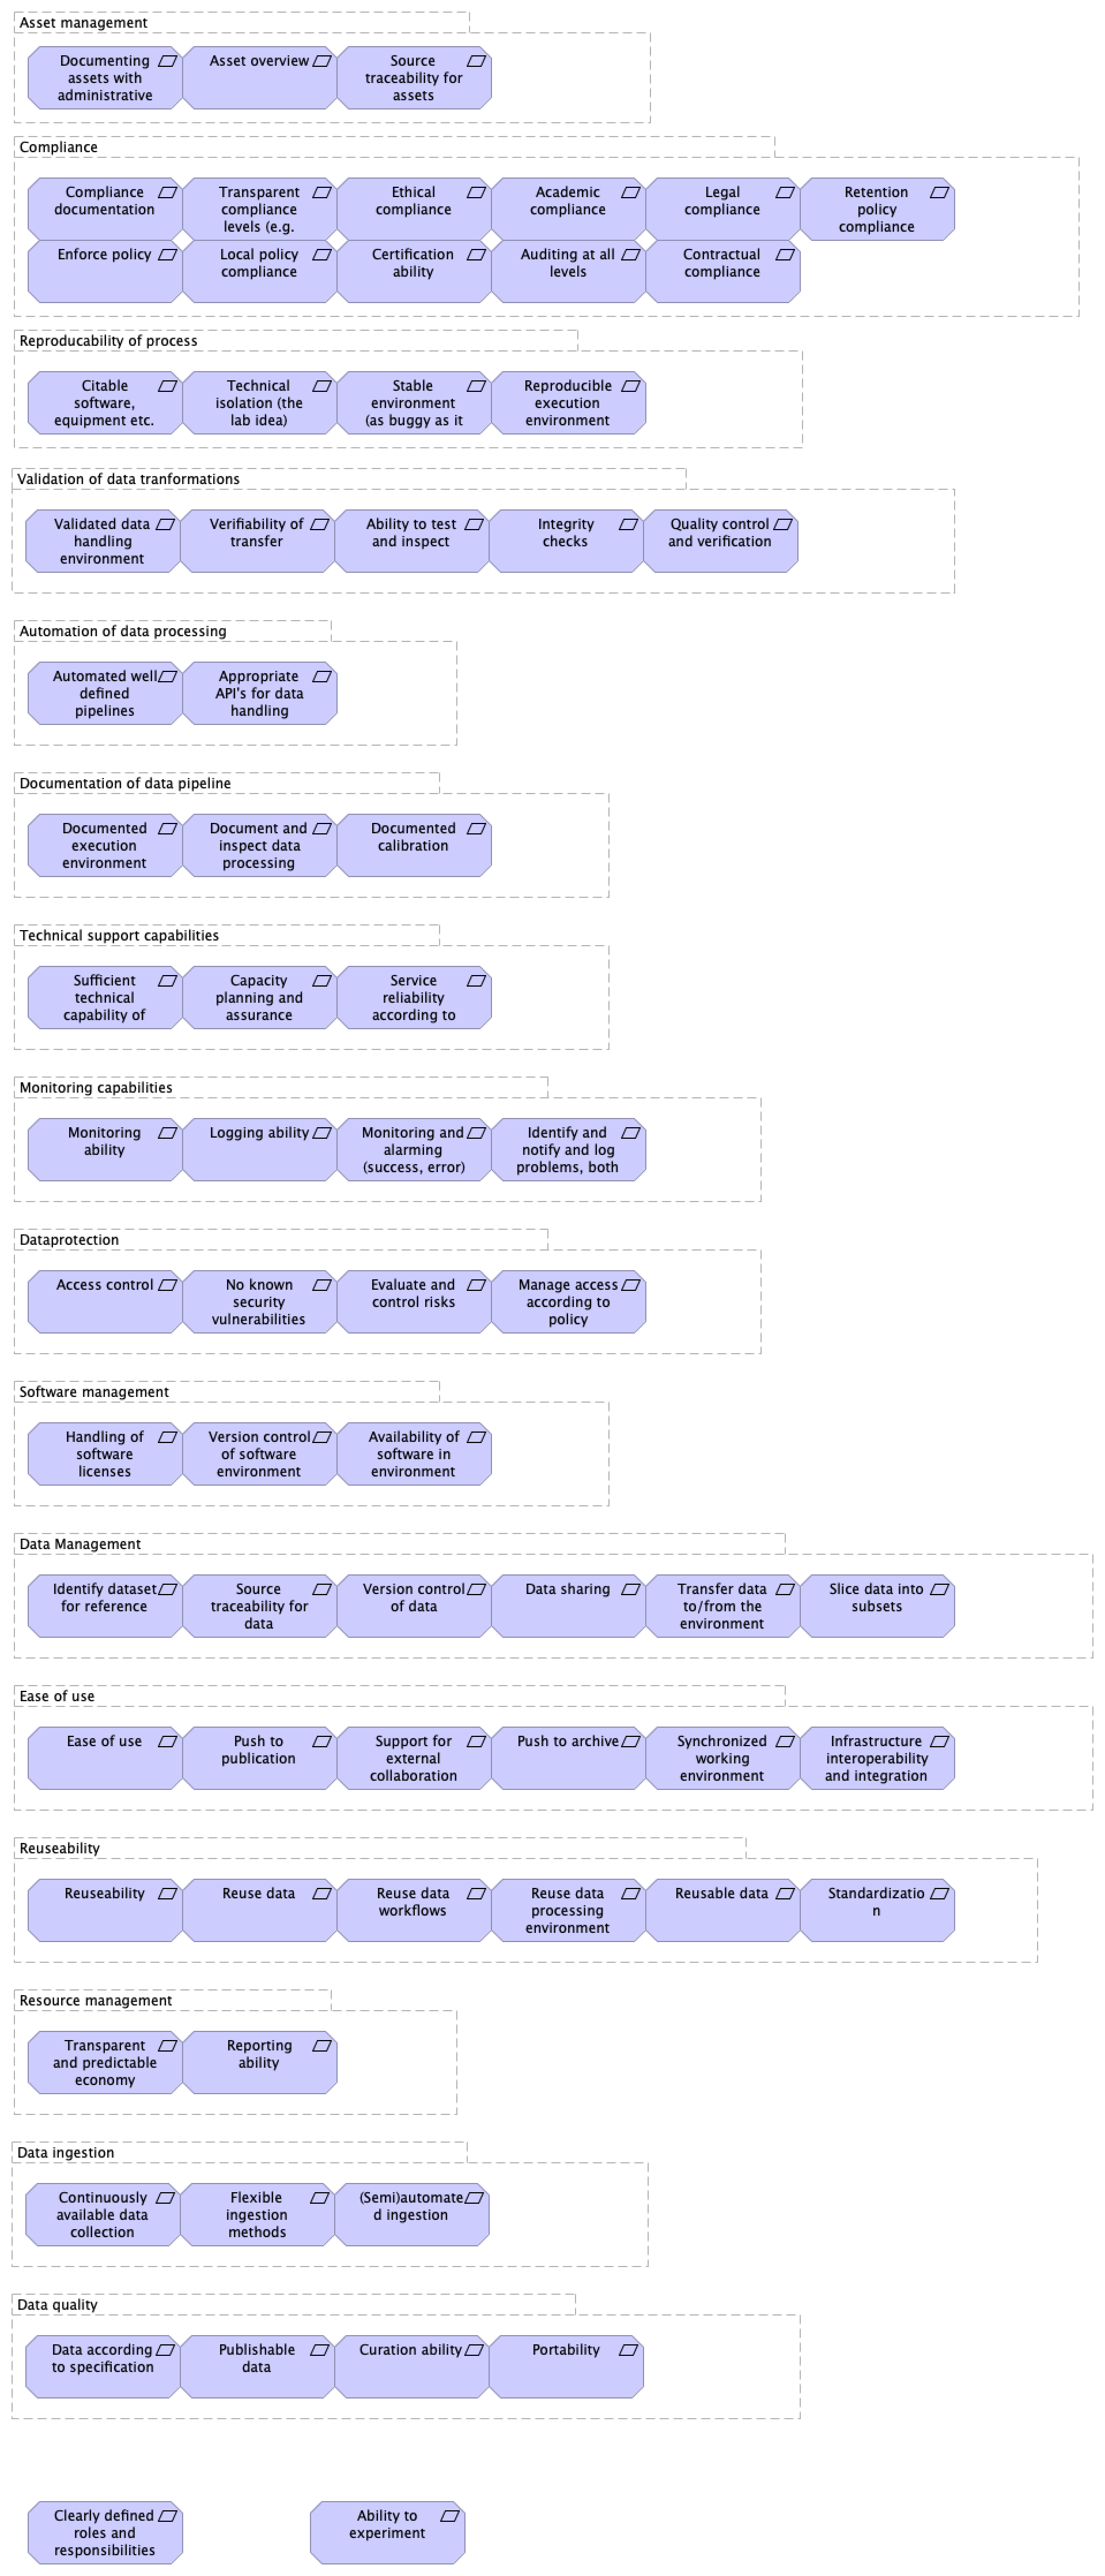 Asset management
Documenting
assets with
administrative
Asset overview
Source
traceability for
assets
Compliance
Compliance
documentation
Transparent
compliance
levels (e.g.
Ethical
compliance
Academic
compliance
Legal
compliance
Retention
policy
compliance
Enforce policy
Local policy
compliance
Certification
ability
Auditing at all
levels
Contractual
compliance
Reproducability of process
Citable
software,
equipment etc.
Technical
isolation (the
lab idea)
Stable
environment
(as buggy as it
Reproducible
execution
environment
Validation of data tranformations
Validated data
handling
environment
Verifiability of
transfer
Ability to test
and inspect
Integrity
checks
Quality control
and verification
Automation of data processing
Automated well
defined
pipelines
Appropriate
API's for data
handling
Documentation of data pipeline
Documented
execution
environment
Document and
inspect data
processing
Documented
calibration
Technical support capabilities
Sufficient
technical
capability of
Capacity
planning and
assurance
Service
reliability
according to
Monitoring capabilities
Monitoring
ability
Logging ability
Monitoring and
alarming
(success, error)
Identify and
notify and log
problems, both
Dataprotection
Access control
No known
security
vulnerabilities
Evaluate and
control risks
Manage access
according to
policy
Software management
Handling of
software
licenses
Version control
of software
environment
Availability of
software in
environment
Data Management
Identify dataset
for reference
Source
traceability for
data
Version control
of data
Data sharing
Transfer data
to/from the
environment
Slice data into
subsets
Ease of use
Ease of use
Push to
publication
Support for
external
collaboration
Push to archive
Synchronized
working
environment
Infrastructure
interoperability
and integration
Reuseability
Reuseability
Reuse data
Reuse data
workflows
Reuse data
processing
environment
Reusable data
Standardizatio
n
Resource management
Transparent
and predictable
economy
Reporting
ability
Data ingestion
Continuously
available data
collection
Flexible
ingestion
methods
(Semi)automate
d ingestion
Data quality
Data according
to specification
Publishable
data
Curation ability
Portability
Clearly defined
roles and
responsibilities
Ability to
experiment